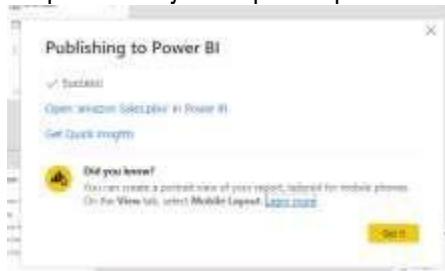 Publishing to Power BI
Success
Open amazon Sales.pbix in Power BI
Get Quick Insights
Did you know?
You can create a portrait view of your report, tailored for mobile phones.
On the View tab, select Mobile Layout. Learn more
Got it